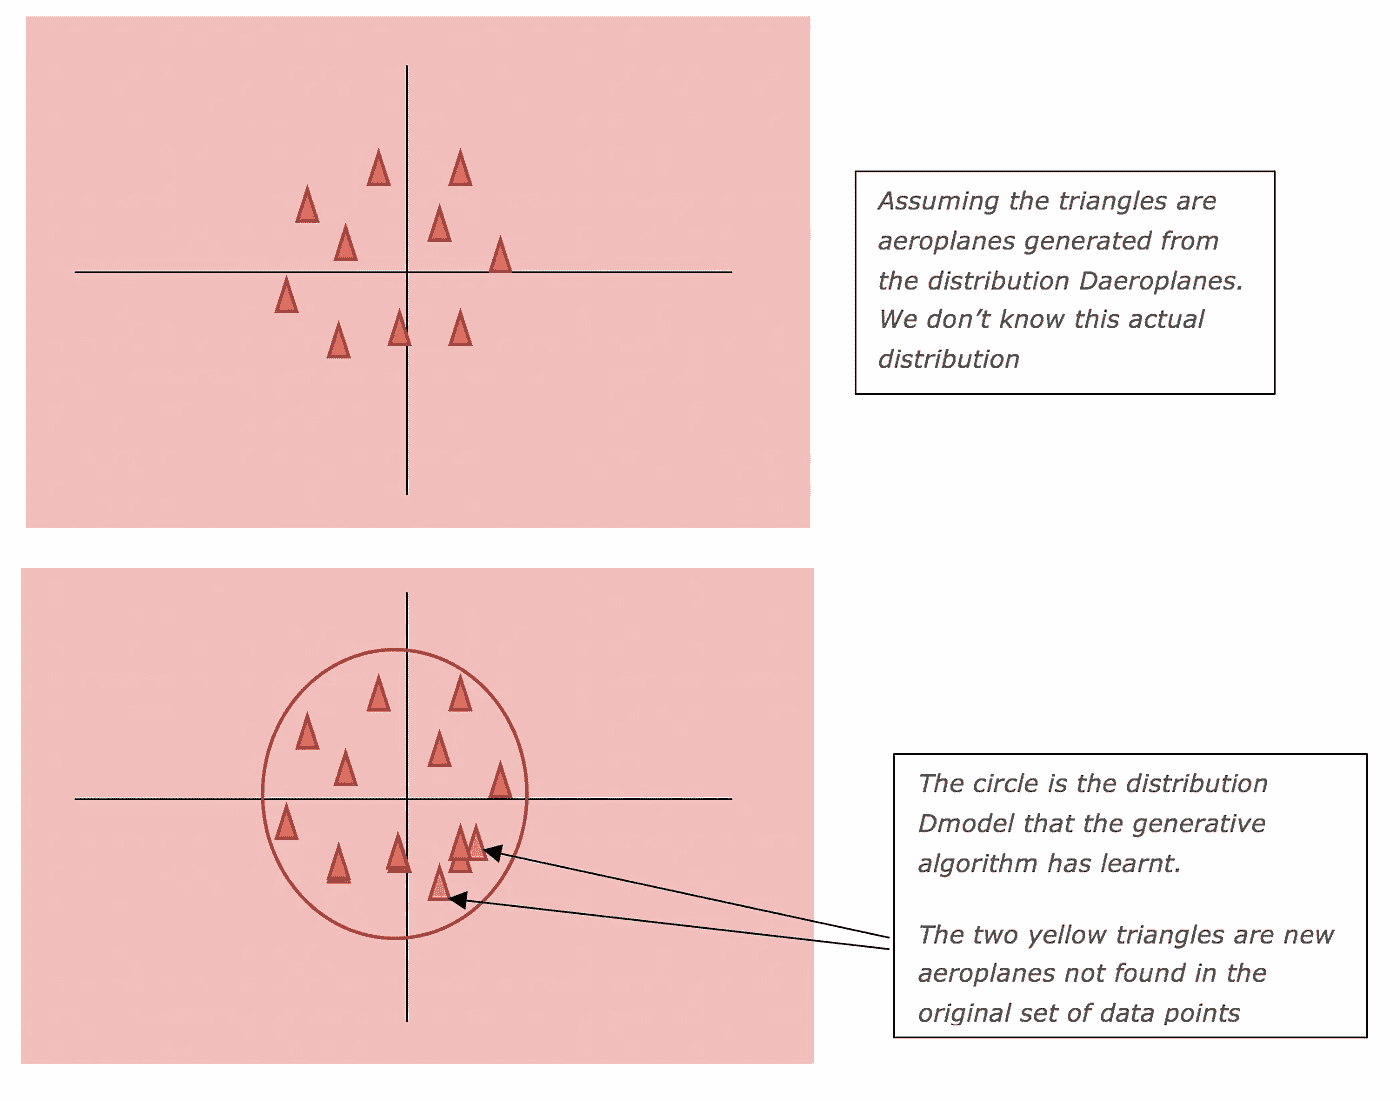 Assuming the triangles are
aeroplanes generated from
the distribution Daeroplanes.
We don’t know this actual
distribution
The circle is the distribution
Dmodel that the generative
algorithm has learnt.
The two yellow triangles are new
aeroplanes not found in the
original set of data points